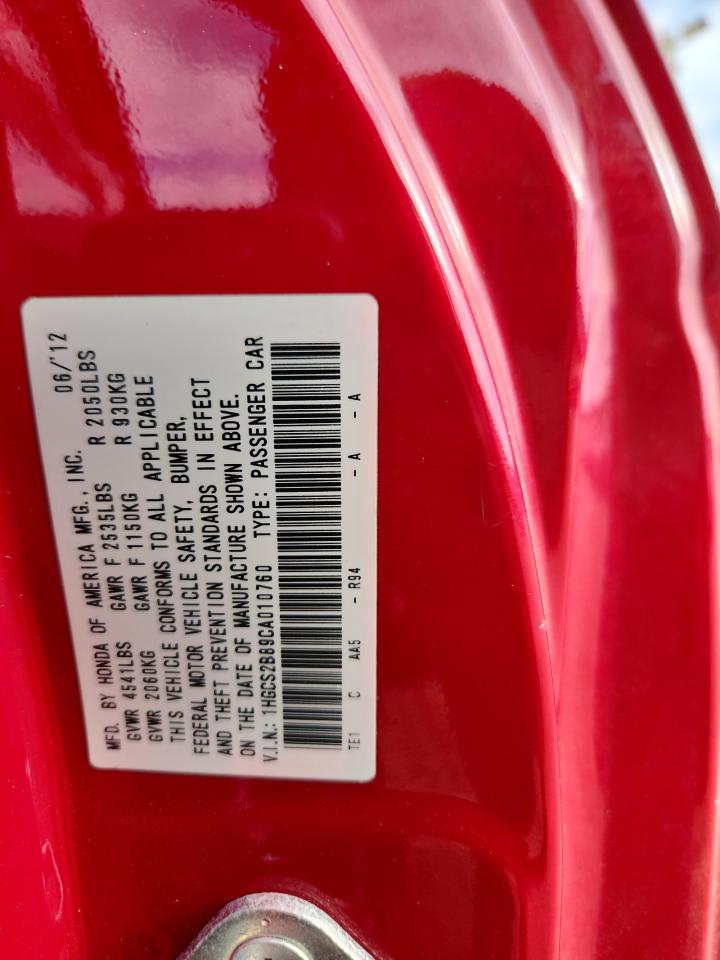 MFD. BY HONDA OF AMERICA MFG., INC. 06/'12
GVWR 4541LBS GAWR F 2535LBS R 2050LBS
GVWR 2060KG GAWR F 1150KG R 930KG
THIS VEHICLE CONFORMS TO ALL APPLICABLE
FEDERAL MOTOR VEHICLE SAFETY, BUMPER,
AND THEFT PREVENTION STANDARDS IN EFFECT
ON THE DATE OF MANUFACTURE SHOWN ABOVE.
V.I.N.: 1HGCS2B89CA010760 TYPE: PASSENGER CAR
TE1 C AA5 - R94 - A - A